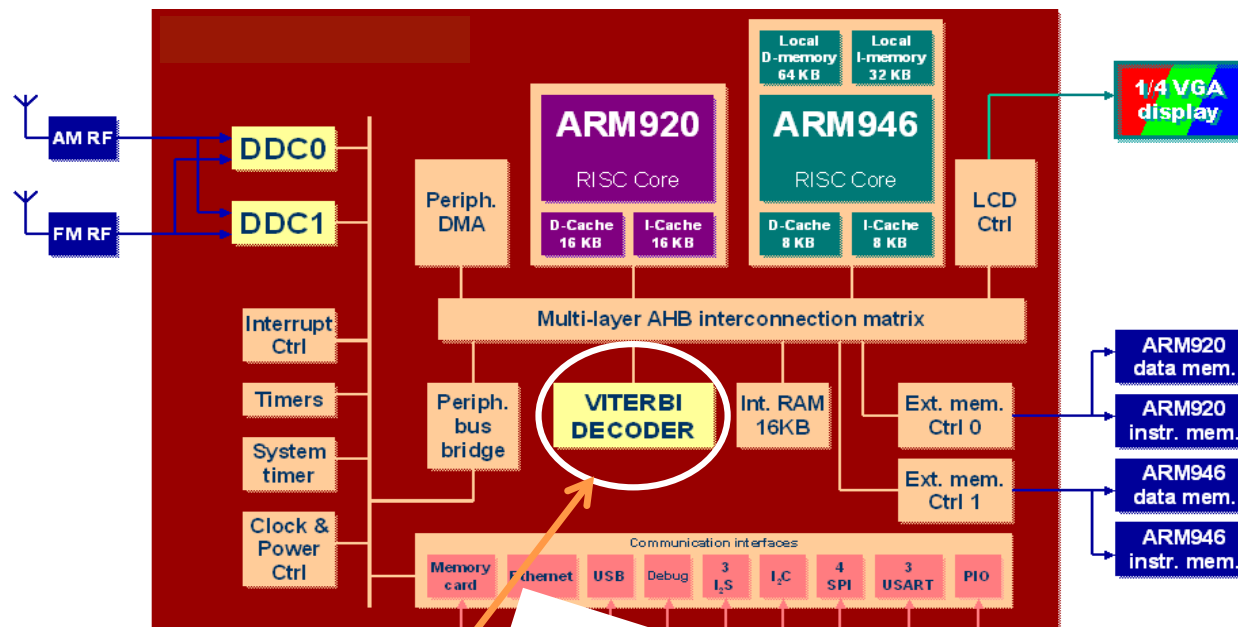 Local
D-memory
64 KB
Local
I-memory
32 KB
1/4 VGA
display
ARM920
RISC Core
ARM946
RISC Core
AM RF
DDC0
FM RF
DDC1
Periph.
DMA
D-Cache
16 KB
I-Cache
16 KB
D-Cache
8 KB
I-Cache
8 KB
LCD
Ctrl
Multi-layer AHB interconnection matrix
Interrupt
Ctrl
Timers
System
timer
Clock &
Power
Ctrl
Periph.
bus
bridge
VITERBI
DECODER
Int. RAM
16KB
Ext. mem.
Ctrl 0
Ext. mem.
Ctrl 1
ARM920
data mem.
ARM920
instr. mem.
ARM946
data mem.
ARM946
instr. mem.
Communication interfaces
Memory
card
Ethernet
USB
Debug
3
I2S
I2C
4
SPI
3
USART
PIO